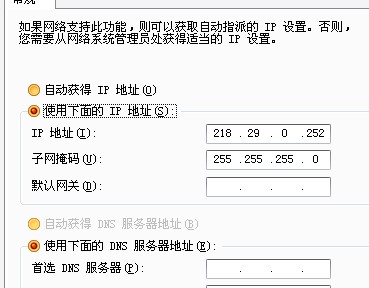 如果网络支持此功能，则可以获取自动指派的 IP 设置。否则，
您需要从网络系统管理员处获得适当的 IP 设置。
自动获得 IP 地址(O)
使用下面的 IP 地址(S):
IP 地址(I): 218 . 29 . 0 .252
子网掩码(U): 255 .255 .255 . 0
默认网关(D): . . .
自动获得 DNS 服务器地址(B)
使用下面的 DNS 服务器地址(E):
首选 DNS 服务器(P): . . .